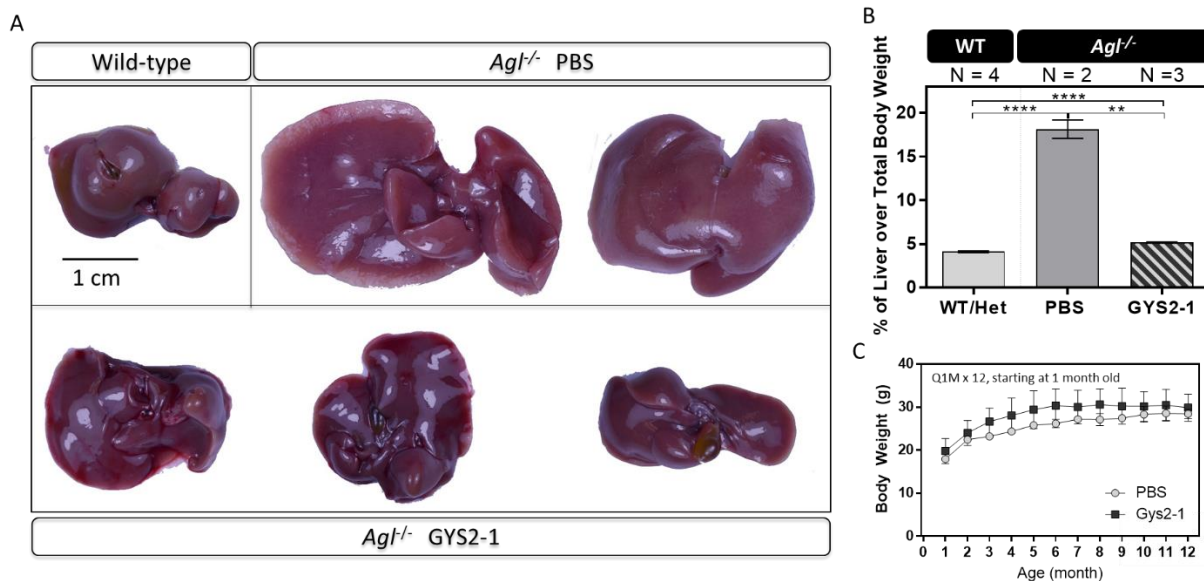 A
Wild-type
Agl-/- PBS
1 cm
Agl-/- GYS2-1
B
WT
Agl-/-
N = 4
N = 2
N =3
****
****
**
% of Liver over Total Body Weight
20
15
10
5
0
WT/Het
PBS
GYS2-1
C
Q1M x 12, starting at 1 month old
Body Weight (g)
40
30
20
10
0
PBS
Gys2-1
0 1 2 3 4 5 6 7 8 9 10 11 12
Age (month)